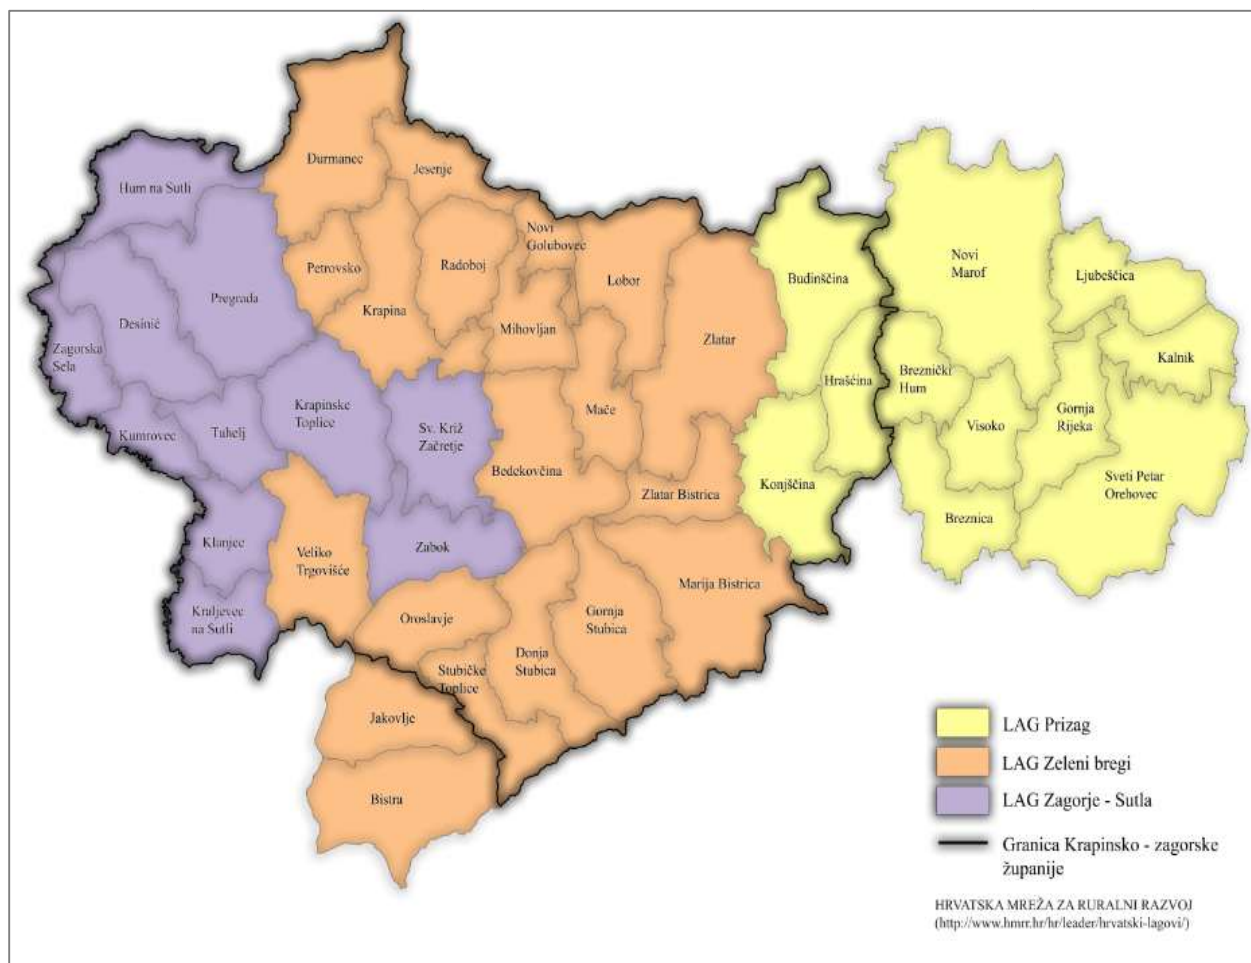 Durmanec
Jesenje
Hum na Sutli
Novi
Golubovec
Petrovsko
Radoboj
Lobor
Budinščina
Novi
Marof
Ljubeščica
Pregrada
Krapina
Mihovljan
Zlatar
Desinić
Zagorska
Sela
Hrašćina
Breznički
Hum
Kalnik
Krapinske
Toplice
Mače
Gornja
Rijeka
Kumrovec
Tuhelj
Sv. Križ
Začretje
Visoko
Bedekovčina
Konjščina
Sveti Petar
Orehovec
Zlatar Bistrica
Breznica
Klanjec
Veliko
Trgovišće
Zabok
Marija Bistrica
Kraljevec
na Sutli
Oroslavje
Gornja
Stubica
Donja
Stubica
Stubičke
Toplice
Jakovlje
Bistra
LAG Prizag
LAG Zeleni bregi
LAG Zagorje - Sutla
Granica Krapinsko - zagorske
županije
HRVATSKA MREŽA ZA RURALNI RAZVOJ
(http://www.hmrr.hr/hr/leader/hrvatski-lagovi/)